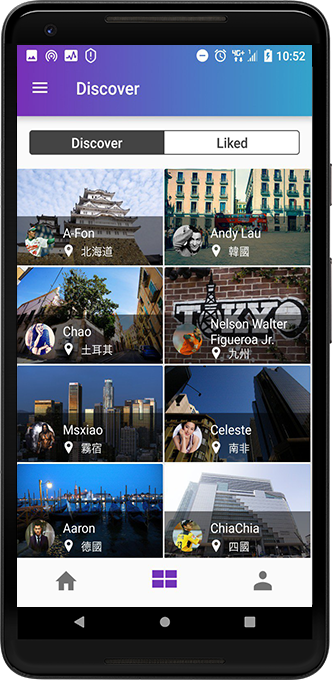 10:52
Discover
Discover
Liked
A-Fon
北海道
Andy Lau
韓國
Chao
土耳其
TOKYO
Nelson Walter
Figueroa Jr.
九州
Msxiao
霧宿
Celeste
南非
Aaron
德國
ChiaChia
四國